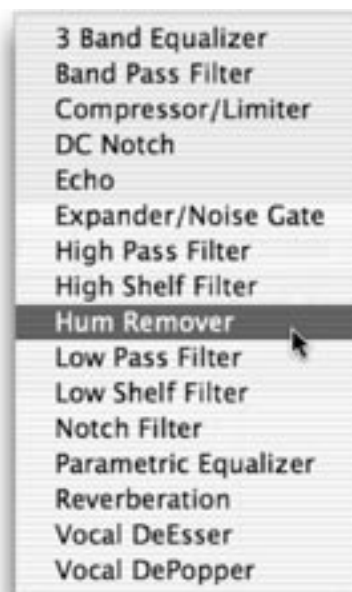 3 Band Equalizer
Band Pass Filter
Compressor/Limiter
DC Notch
Echo
Expander/Noise Gate
High Pass Filter
High Shelf Filter
Hum Remover
Low Pass Filter
Low Shelf Filter
Notch Filter
Parametric Equalizer
Reverberation
Vocal DeEsser
Vocal DePopper